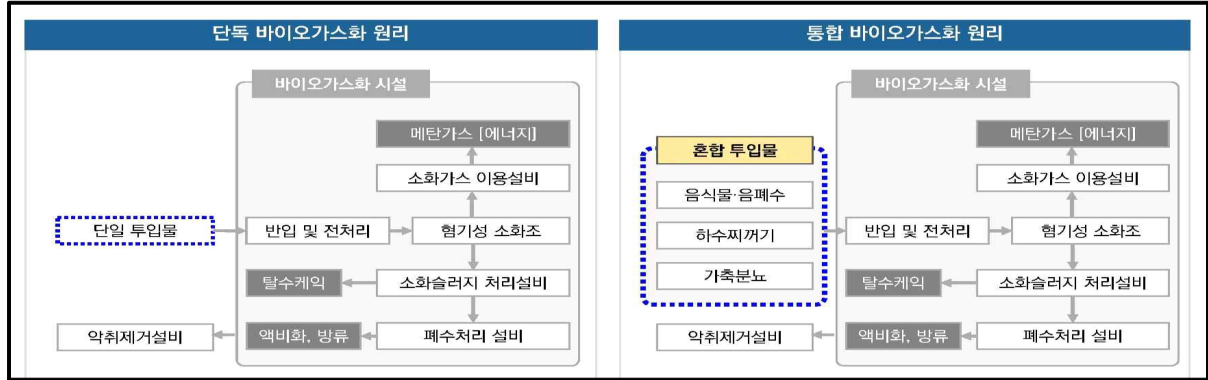 단독 바이오가스화 원리
바이오가스화 시설
메탄가스 [에너지]
소화가스 이용설비
단일 투입물
반입 및 전처리
혐기성 소화조
탈수케익
소화슬러지 처리설비
악취제거설비
액비화, 방류
폐수처리 설비
통합 바이오가스화 원리
바이오가스화 시설
메탄가스 [에너지]
혼합 투입물
소화가스 이용설비
음식물·음폐수
하수찌꺼기
반입 및 전처리
혐기성 소화조
가축분뇨
탈수케익
소화슬러지 처리설비
악취제거설비
액비화, 방류
폐수처리 설비